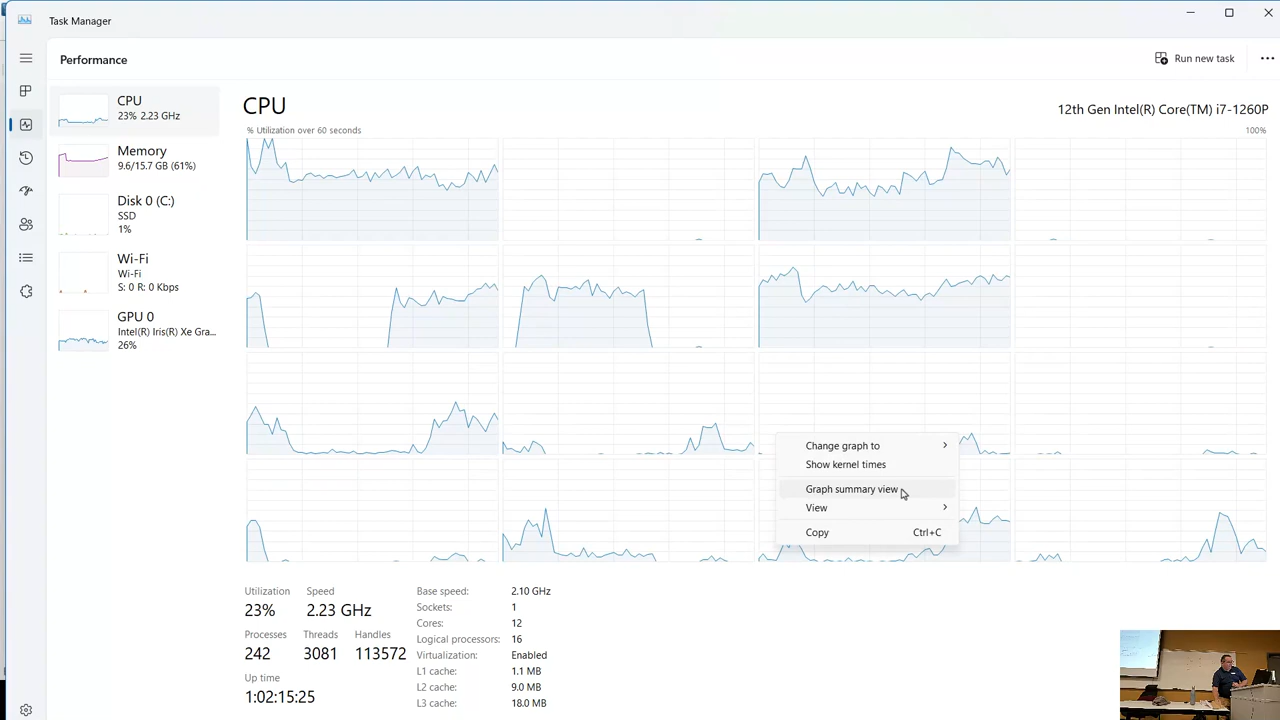 Task Manager
Performance
Run new task
CPU
23% 2.23 GHz
Memory
9.6/15.7 GB (61%)
Disk 0 (C:)
SSD
1%
Wi-Fi
Wi-Fi
S: 0 R: 0 Kbps
GPU 0
Intel(R) Iris(R) Xe Gra...
26%
CPU
12th Gen Intel(R) Core(TM) i7-1260P
% Utilization over 60 seconds
100%
Change graph to
Show kernel times
Graph summary view
View
Copy Ctrl+C
Utilization Speed
23% 2.23 GHz
Processes Threads Handles
242 3081 113572
Up time
1:02:15:25
Base speed: 2.10 GHz
Sockets: 1
Cores: 12
Logical processors: 16
Virtualization: Enabled
L1 cache: 1.1 MB
L2 cache: 9.0 MB
L3 cache: 18.0 MB